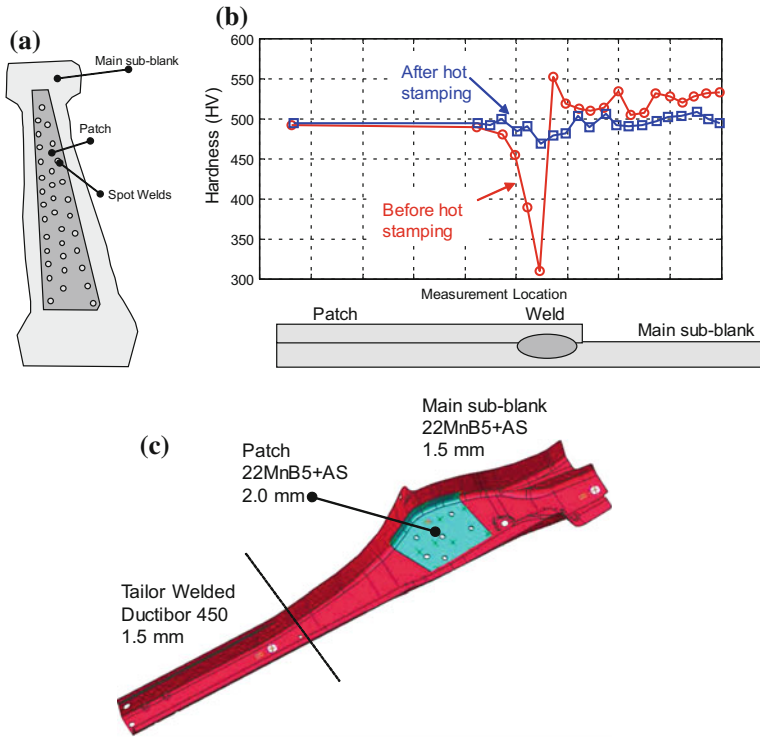 (a)
Main sub-blank
Patch
Spot Welds
(b)
600
550
500
450
400
350
300
Hardness (HV)
After hot
stamping
Before hot
stamping
Measurement Location
Patch
Weld
Main sub-blank
(c)
Main sub-blank
22MnB5+AS
1.5 mm
Patch
22MnB5+AS
2.0 mm
Tailor Welded
Ductibor 450
1.5 mm